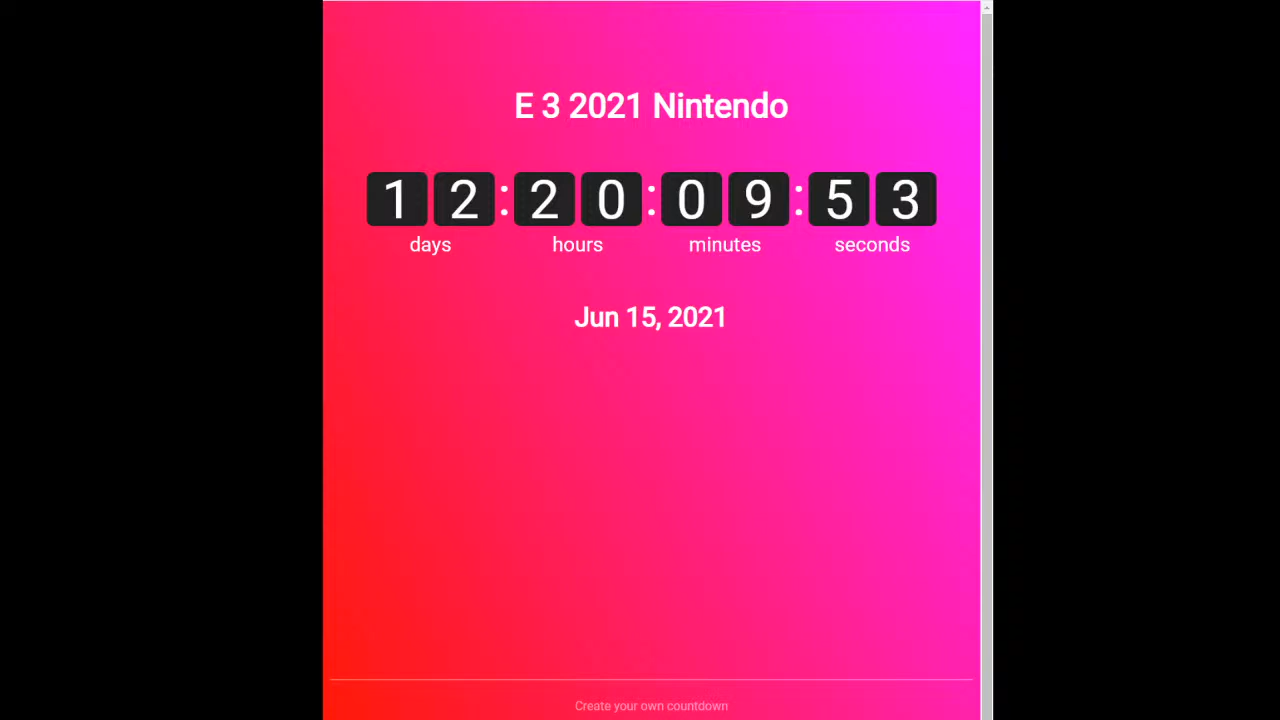 E 3 2021 Nintendo
12:20:09:53
days hours minutes seconds
Jun 15, 2021
Create your own countdown